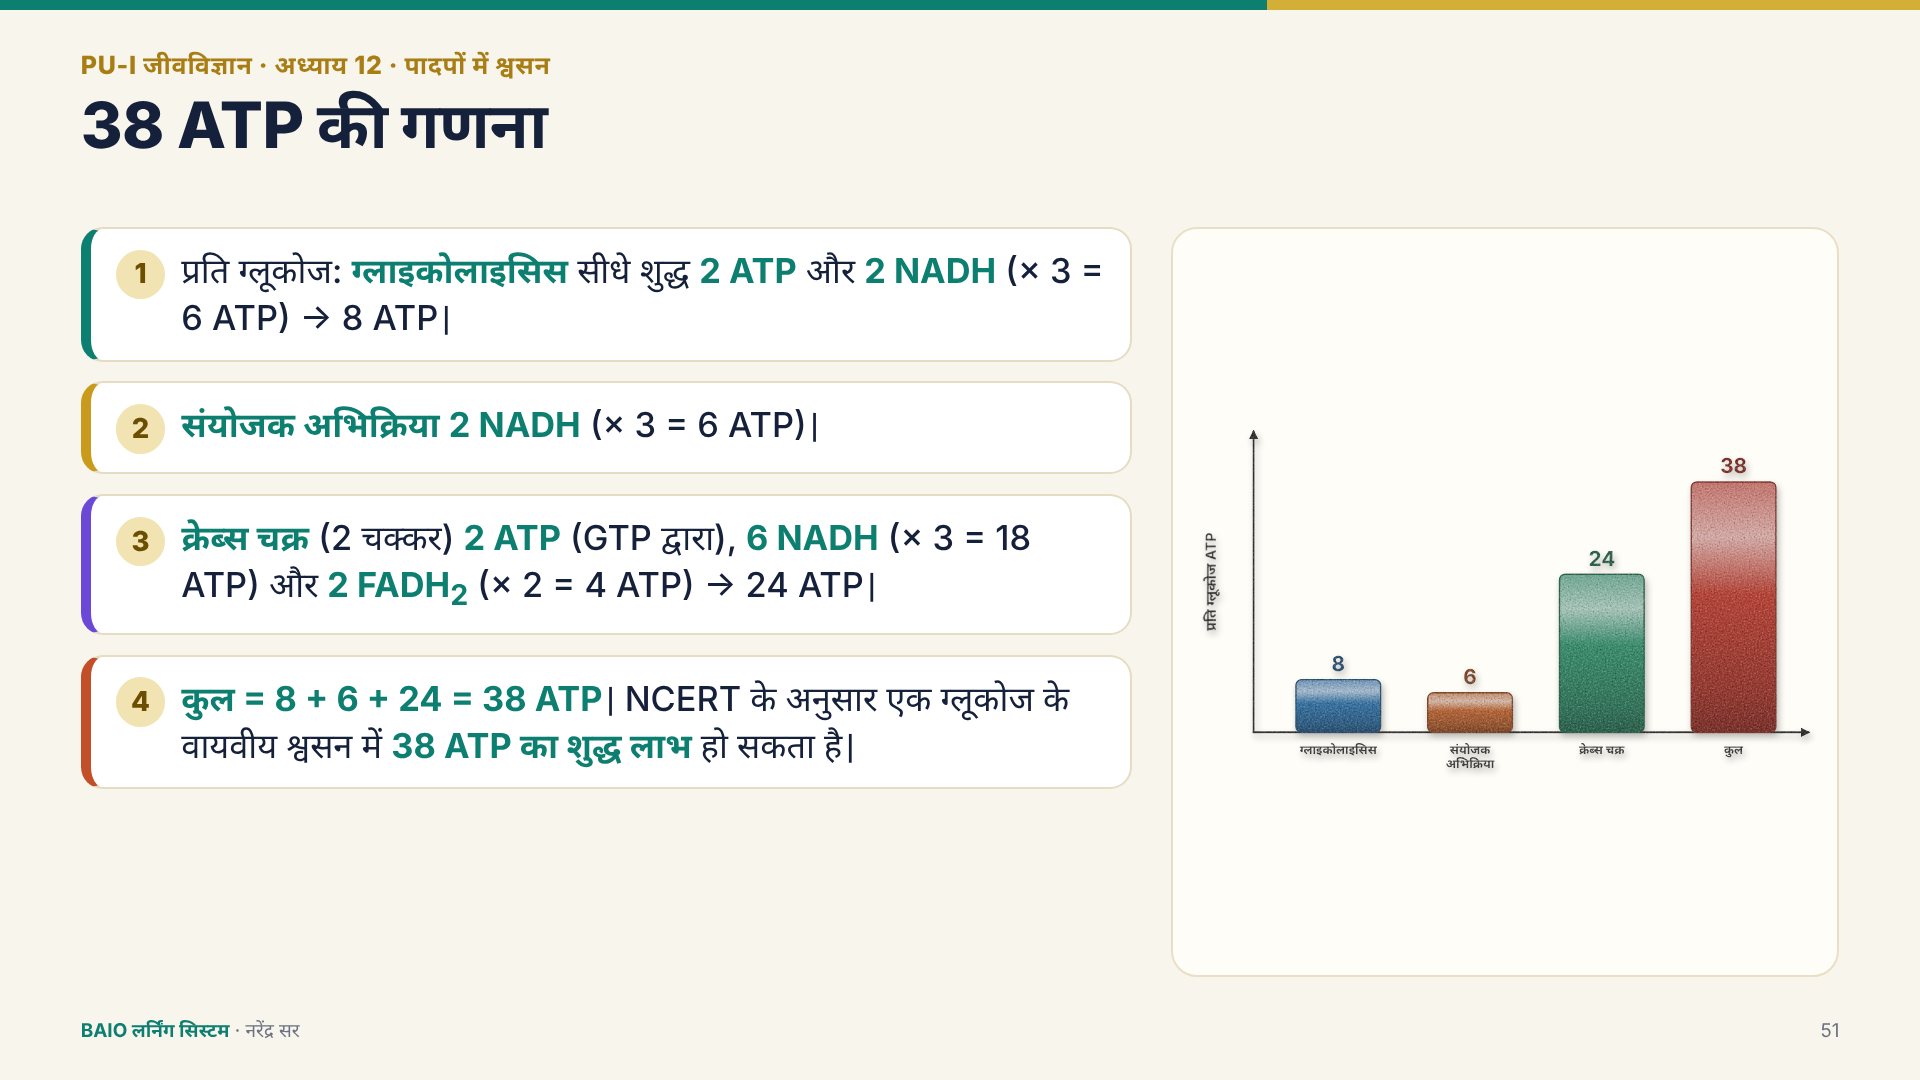 PU-I जीवविज्ञान · अध्याय 12 · पादपों में श्वसन
38 ATP की गणना
1 प्रति ग्लूकोज: ग्लाइकोलाइसिस सीधे शुद्ध 2 ATP और 2 NADH (× 3 =
6 ATP) → 8 ATP|
2 संयोजक अभिक्रिया 2 NADH (× 3 = 6 ATP)|
3 क्रेब्स चक्र (2 चक्कर) 2 ATP (GTP द्वारा), 6 NADH (× 3 = 18
ATP) और 2 FADH₂ (× 2 = 4 ATP) → 24 ATP|
4 कुल = 8 + 6 + 24 = 38 ATP| NCERT के अनुसार एक ग्लूकोज के
वायवीय श्वसन में 38 ATP का शुद्ध लाभ हो सकता है|
प्रति ग्लूकोज ATP
8
6
24
38
ग्लाइकोलाइसिस
संयोजक
अभिक्रिया
क्रेब्स चक्र
कुल
BAIO लर्निंग सिस्टम · नरेंद्र सर
51